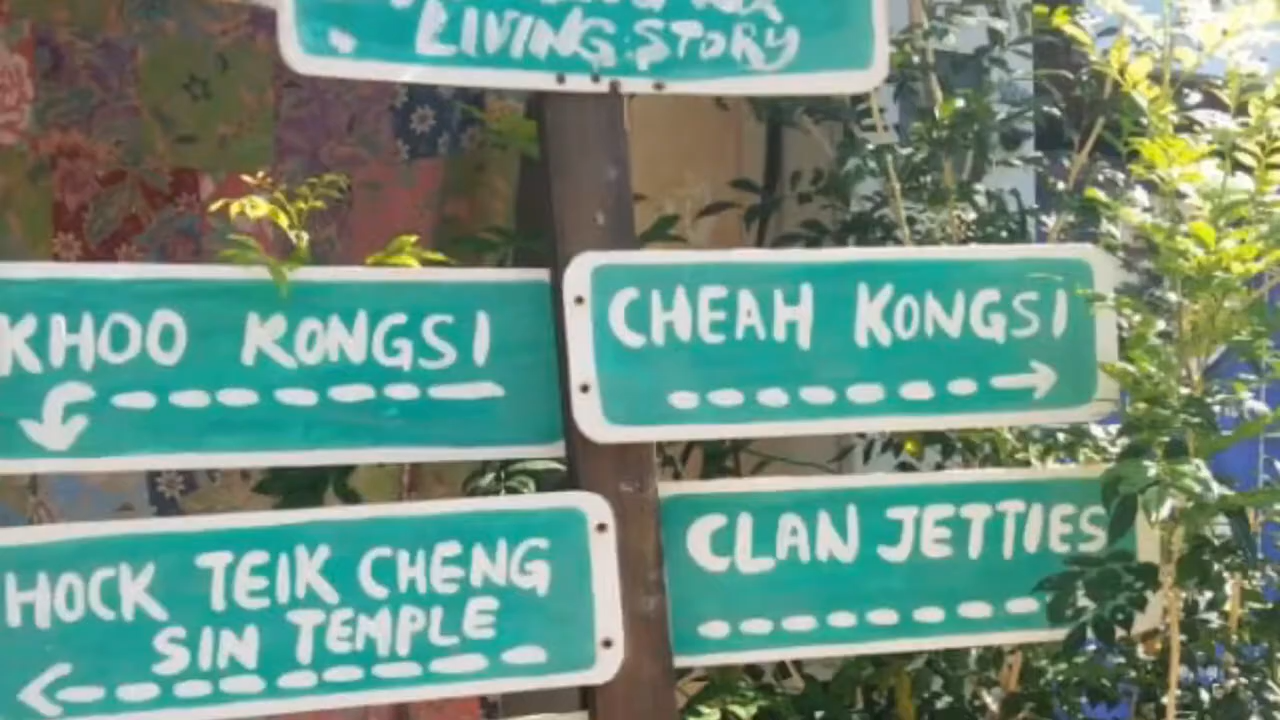 LIVING STORY
KHOO KONGSI
CHEAH KONGSI
HOCK TEIK CHENG
SIN TEMPLE
CLAN JETTIES